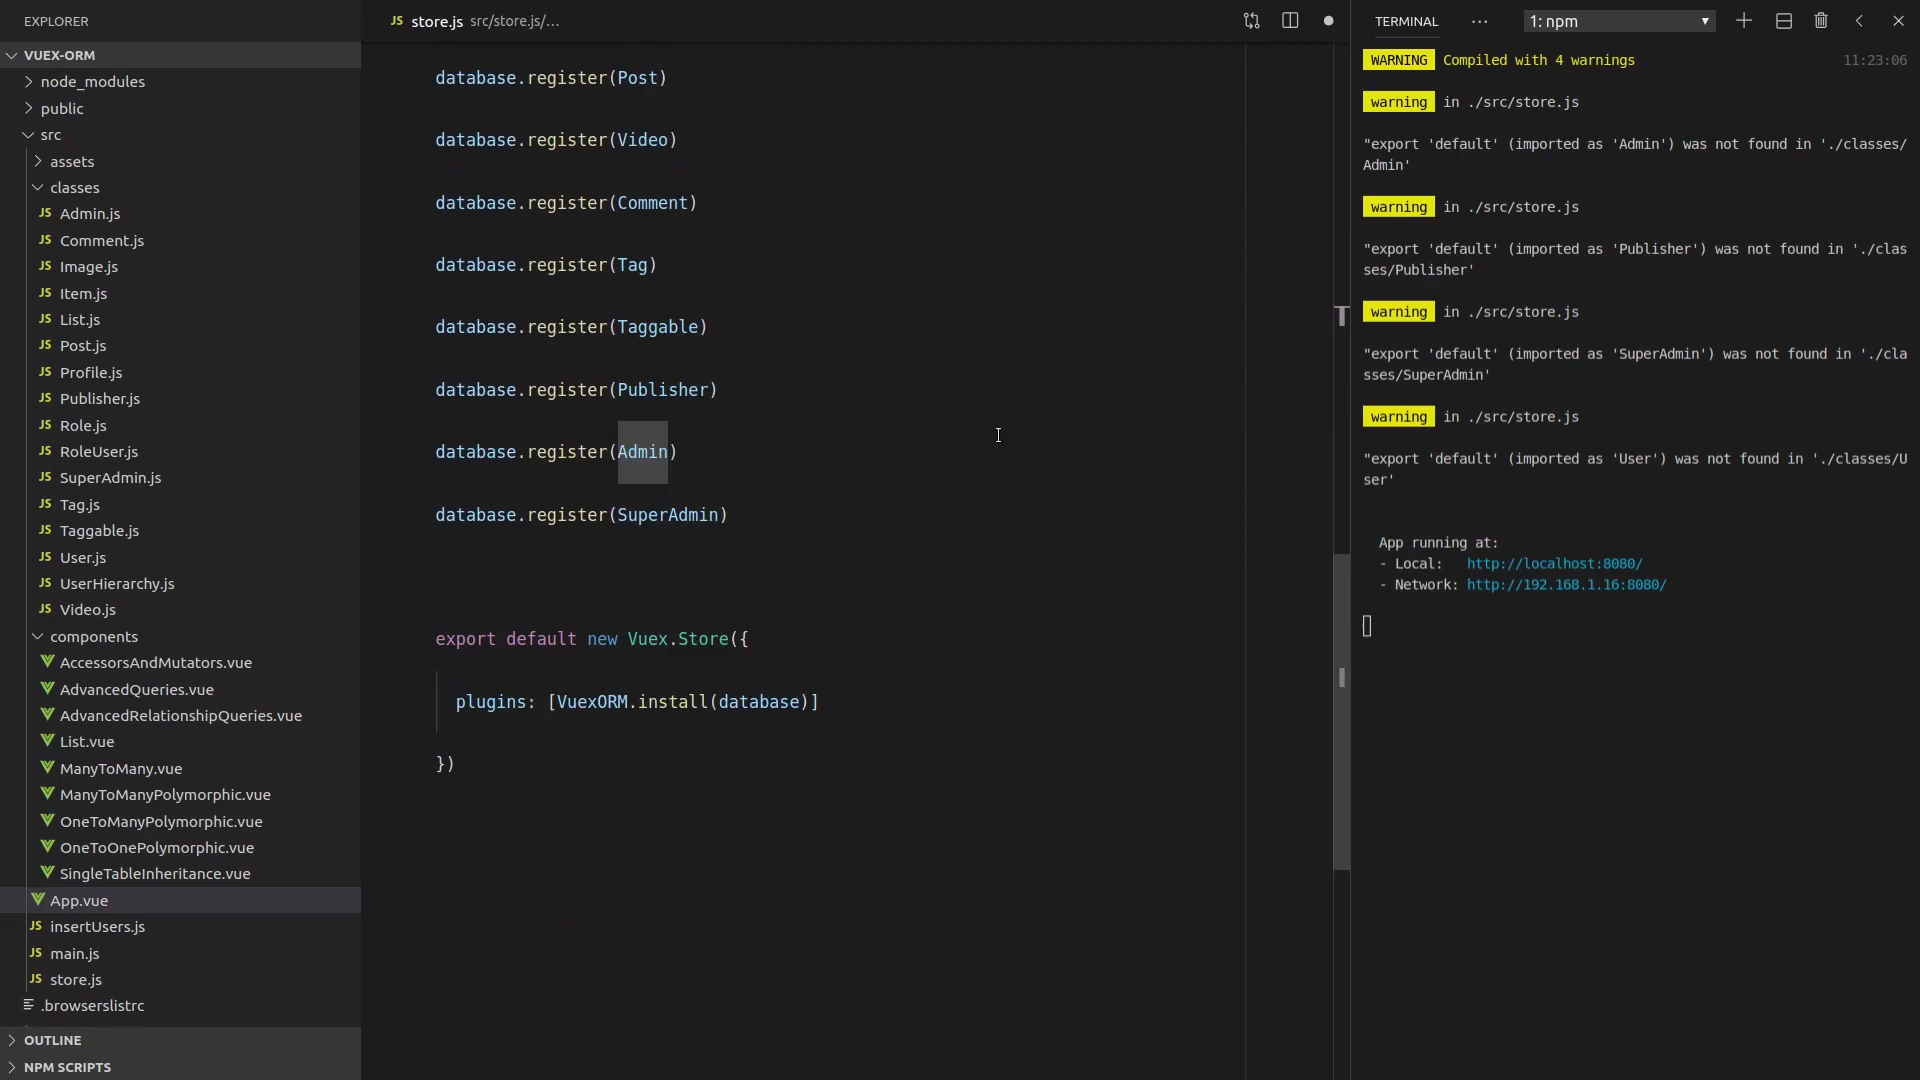 EXPLORER
VUEX-ORM
node_modules
public
src
assets
classes
JS Admin.js
JS Comment.js
JS Image.js
JS Item.js
JS List.js
JS Post.js
JS Profile.js
JS Publisher.js
JS Role.js
JS RoleUser.js
JS SuperAdmin.js
JS Tag.js
JS Taggable.js
JS User.js
JS UserHierarchy.js
JS Video.js
components
AccessorsAndMutators.vue
AdvancedQueries.vue
AdvancedRelationshipQueries.vue
List.vue
ManyToMany.vue
ManyToManyPolymorphic.vue
OneToManyPolymorphic.vue
OneToOnePolymorphic.vue
SingleTableInheritance.vue
App.vue
JS insertUsers.js
JS main.js
JS store.js
.browserslistrc
OUTLINE
NPM SCRIPTS
JS store.js src/store.js/...
database.register(Post)
database.register(Video)
database.register(Comment)
database.register(Tag)
database.register(Taggable)
database.register(Publisher)
database.register(Admin)
database.register(SuperAdmin)
export default new Vuex.Store({
plugins: [VuexORM.install(database)]
})
TERMINAL ··· 1: npm
WARNING Compiled with 4 warnings 11:23:06
warning in ./src/store.js
"export 'default' (imported as 'Admin') was not found in './classes/
Admin'
warning in ./src/store.js
"export 'default' (imported as 'Publisher') was not found in './clas
ses/Publisher'
warning in ./src/store.js
"export 'default' (imported as 'SuperAdmin') was not found in './cla
sses/SuperAdmin'
warning in ./src/store.js
"export 'default' (imported as 'User') was not found in './classes/U
ser'
App running at:
- Local: http://localhost:8080/
- Network: http://192.168.1.16:8080/